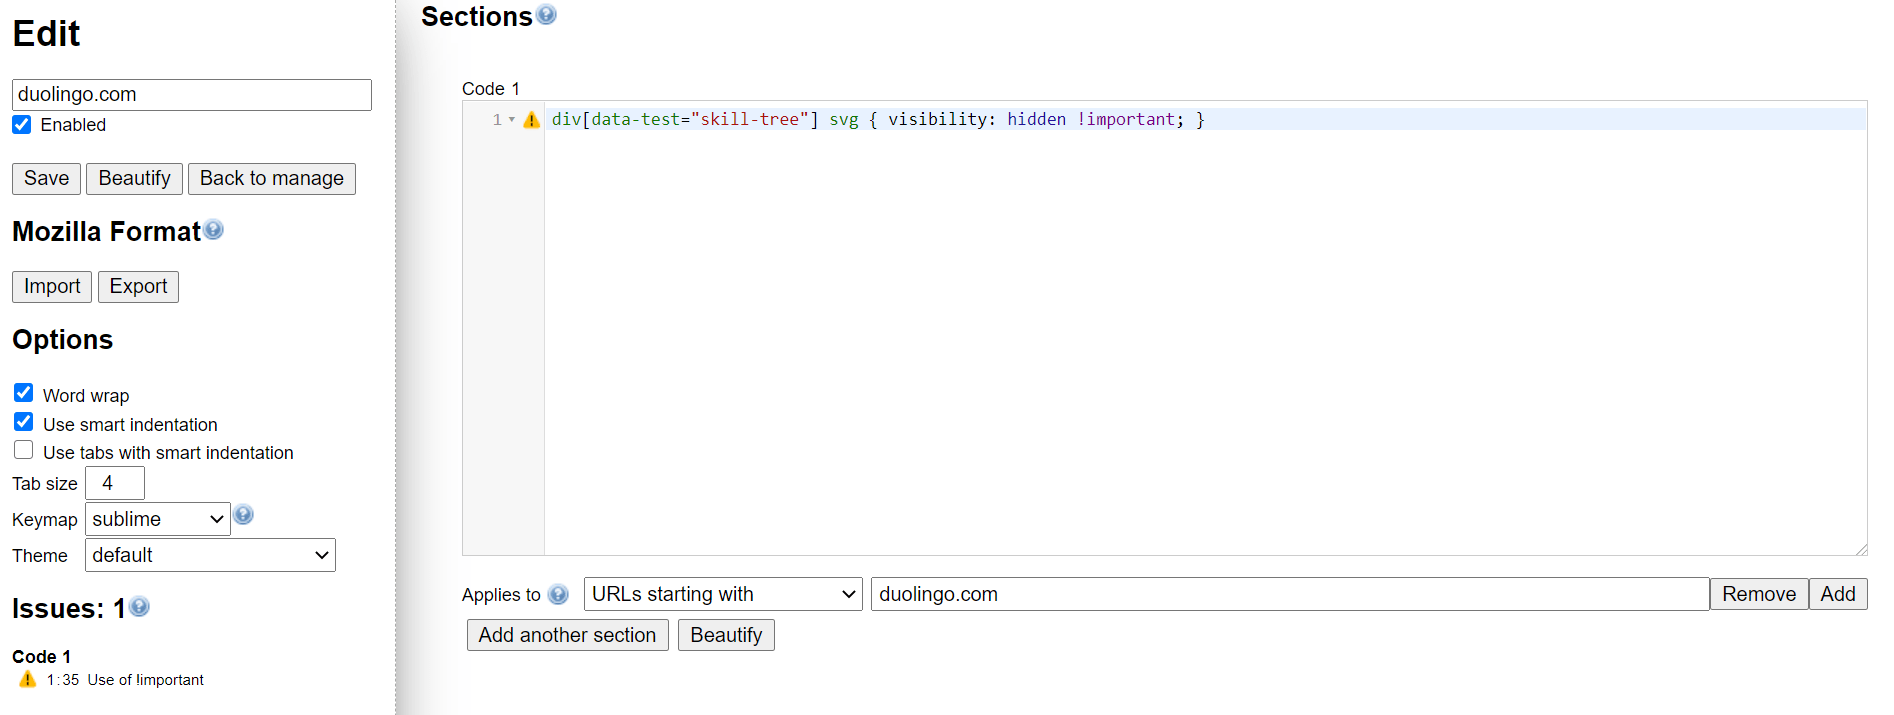 Edit
duolingo.com
Enabled
Save Beautify Back to manage
Mozilla Format
Import Export
Options
Word wrap
Use smart indentation
Use tabs with smart indentation
Tab size 4
Keymap sublime
Theme default
Issues: 1
Code 1
1:35 Use of !important
Sections
Code 1
1 div[data-test="skill-tree"] svg { visibility: hidden !important; }
Applies to URLs starting with duolingo.com Remove Add
Add another section Beautify